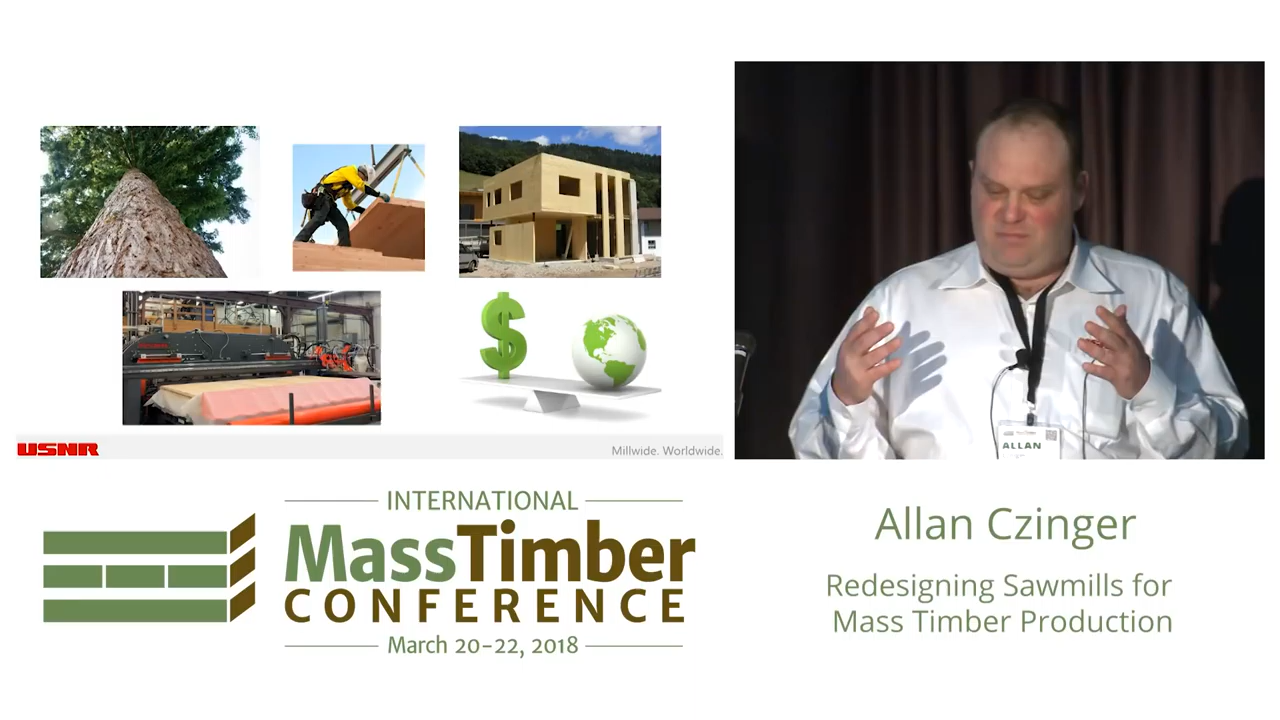 USNR
Millwide. Worldwide.
ALLAN
INTERNATIONAL
MassTimber
CONFERENCE
March 20-22, 2018
Allan Czinger
Redesigning Sawmills for
Mass Timber Production